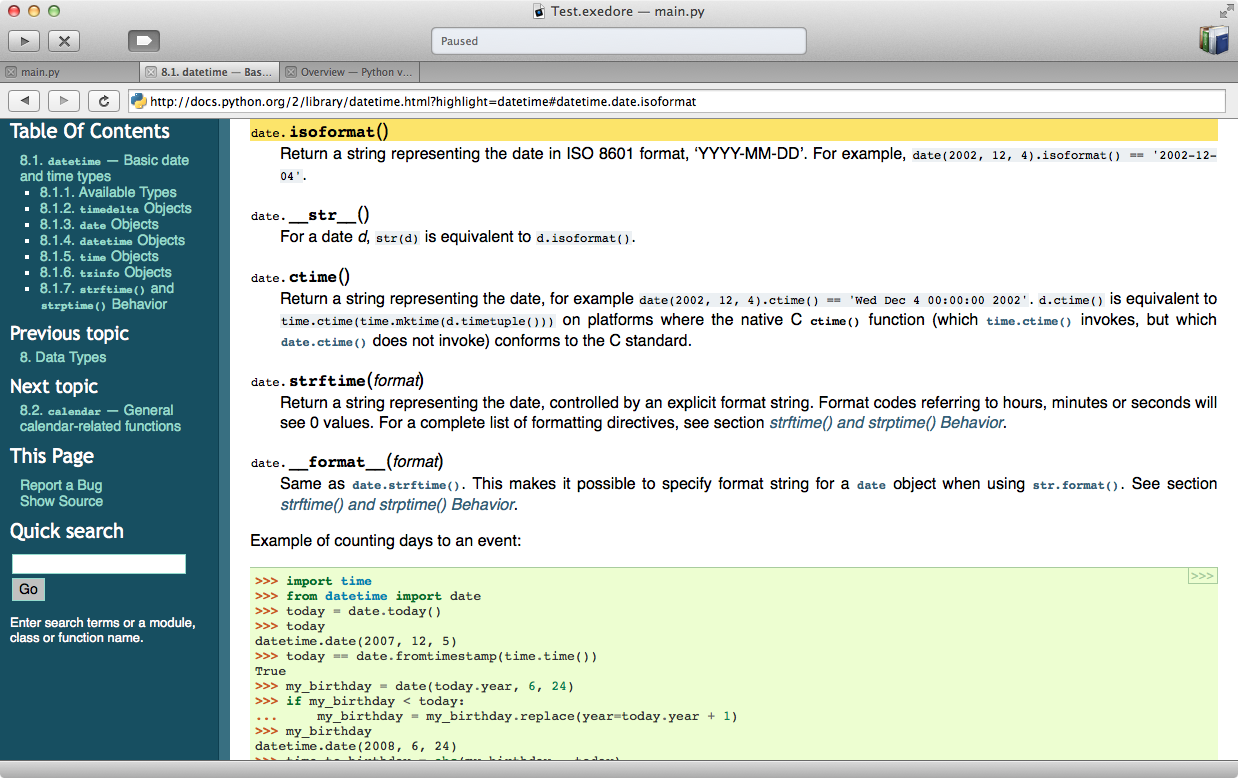 Test.exedore — main.py
Paused
main.py
8.1. datetime — Bas...
Overview — Python v...
http://docs.python.org/2/library/datetime.html?highlight=datetime#datetime.date.isoformat
Table Of Contents
8.1. datetime — Basic date
and time types
8.1.1. Available Types
8.1.2. timedelta Objects
8.1.3. date Objects
8.1.4. datetime Objects
8.1.5. time Objects
8.1.6. tzinfo Objects
8.1.7. strftime() and
strptime() Behavior
Previous topic
8. Data Types
Next topic
8.2. calendar — General
calendar-related functions
This Page
Report a Bug
Show Source
Quick search
Go
Enter search terms or a module,
class or function name.
date.isoformat()
Return a string representing the date in ISO 8601 format, ‘YYYY-MM-DD’. For example, date(2002, 12, 4).isoformat() == '2002-12-
04'.
date.__str__()
For a date d, str(d) is equivalent to d.isoformat().
date.ctime()
Return a string representing the date, for example date(2002, 12, 4).ctime() == 'Wed Dec 4 00:00:00 2002'. d.ctime() is equivalent to
time.ctime(time.mktime(d.timetuple())) on platforms where the native C ctime() function (which time.ctime() invokes, but which
date.ctime() does not invoke) conforms to the C standard.
date.strftime(format)
Return a string representing the date, controlled by an explicit format string. Format codes referring to hours, minutes or seconds will
see 0 values. For a complete list of formatting directives, see section strftime() and strptime() Behavior.
date.__format__(format)
Same as date.strftime(). This makes it possible to specify format string for a date object when using str.format(). See section
strftime() and strptime() Behavior.
Example of counting days to an event:
>>>
>>> import time
>>> from datetime import date
>>> today = date.today()
>>> today
datetime.date(2007, 12, 5)
>>> today == date.fromtimestamp(time.time())
True
>>> my_birthday = date(today.year, 6, 24)
>>> if my_birthday < today:
...     my_birthday = my_birthday.replace(year=today.year + 1)
>>> my_birthday
datetime.date(2008, 6, 24)
>>> time_to_birthday = abs(my_birthday - today)